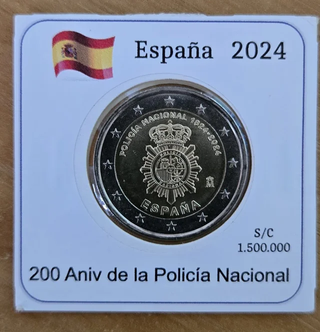 España 2024
POLICÍA NACIONAL 1824-2024
ESPAÑA
S/C
1.500.000
200 Aniv de la Policía Nacional